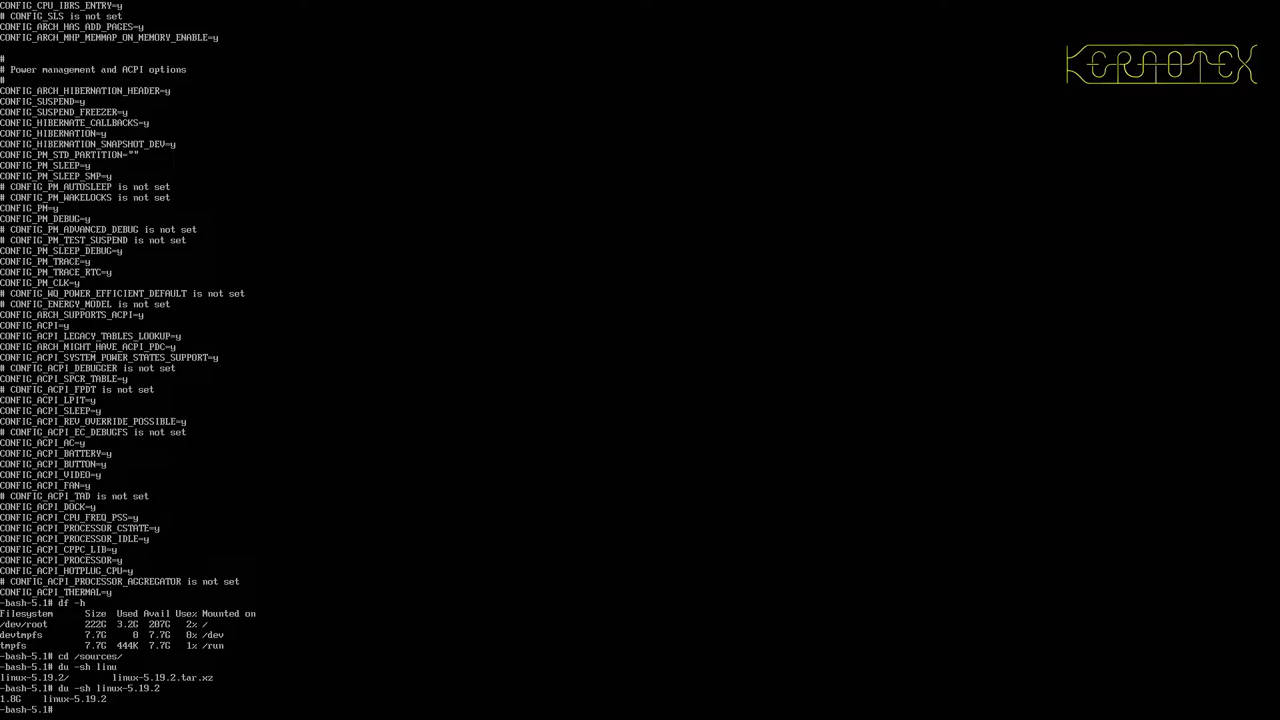 CONFIG_CPU_IBRS_ENTRY=y
# CONFIG_SLS is not set
CONFIG_ARCH_HAS_ADD_PAGES=y
CONFIG_ARCH_MHP_MEMMAP_ON_MEMORY_ENABLE=y
#
# Power management and ACPI options
#
CONFIG_ARCH_HIBERNATION_HEADER=y
CONFIG_SUSPEND=y
CONFIG_SUSPEND_FREEZER=y
CONFIG_HIBERNATE_CALLBACKS=y
CONFIG_HIBERNATION=y
CONFIG_HIBERNATION_SNAPSHOT_DEV=y
CONFIG_PM_STD_PARTITION=""
CONFIG_PM_SLEEP=y
CONFIG_PM_SLEEP_SMP=y
# CONFIG_PM_AUTOSLEEP is not set
# CONFIG_PM_WAKELOCKS is not set
CONFIG_PM=y
CONFIG_PM_DEBUG=y
# CONFIG_PM_ADVANCED_DEBUG is not set
# CONFIG_PM_TEST_SUSPEND is not set
CONFIG_PM_SLEEP_DEBUG=y
CONFIG_PM_TRACE=y
CONFIG_PM_TRACE_RTC=y
CONFIG_PM_CLK=y
# CONFIG_WQ_POWER_EFFICIENT_DEFAULT is not set
# CONFIG_ENERGY_MODEL is not set
CONFIG_ARCH_SUPPORTS_ACPI=y
CONFIG_ACPI=y
CONFIG_ACPI_LEGACY_TABLES_LOOKUP=y
CONFIG_ARCH_MIGHT_HAVE_ACPI_PDC=y
CONFIG_ACPI_SYSTEM_POWER_STATES_SUPPORT=y
# CONFIG_ACPI_DEBUGGER is not set
CONFIG_ACPI_SPCR_TABLE=y
# CONFIG_ACPI_FPDT is not set
CONFIG_ACPI_LPIT=y
CONFIG_ACPI_SLEEP=y
CONFIG_ACPI_REV_OVERRIDE_POSSIBLE=y
# CONFIG_ACPI_EC_DEBUGFS is not set
CONFIG_ACPI_AC=y
CONFIG_ACPI_BATTERY=y
CONFIG_ACPI_BUTTON=y
CONFIG_ACPI_VIDEO=y
CONFIG_ACPI_FAN=y
# CONFIG_ACPI_TAD is not set
CONFIG_ACPI_DOCK=y
CONFIG_ACPI_CPU_FREQ_PSS=y
CONFIG_ACPI_PROCESSOR_CSTATE=y
CONFIG_ACPI_PROCESSOR_IDLE=y
CONFIG_ACPI_CPPC_LIB=y
CONFIG_ACPI_PROCESSOR=y
CONFIG_ACPI_HOTPLUG_CPU=y
# CONFIG_ACPI_PROCESSOR_AGGREGATOR is not set
CONFIG_ACPI_THERMAL=y
-bash-5.1# df -h
Filesystem      Size  Used Avail Use% Mounted on
/dev/root       222G  3.2G  207G   2% /
devtmpfs        7.7G     0  7.7G   0% /dev
tmpfs           7.7G  444K  7.7G   1% /run
-bash-5.1# cd /sources/
-bash-5.1# du -sh linu
linux-5.19.2/        linux-5.19.2.tar.xz
-bash-5.1# du -sh linux-5.19.2
1.8G    linux-5.19.2
-bash-5.1#
KERAOTEX